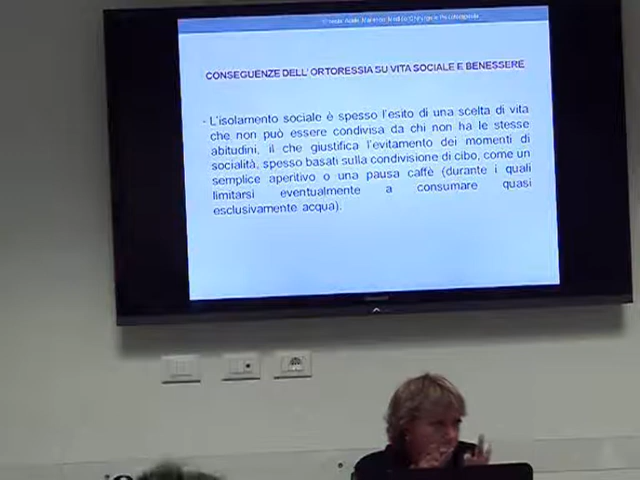 CONSEGUENZE DELL' ORTORESSIA SU VITA SOCIALE E BENESSERE
- L'isolamento sociale è spesso l'esito di una scelta di vita
che non può essere condivisa da chi non ha le stesse
abitudini, il che giustifica l'evitamento dei momenti di
socialità, spesso basati sulla condivisione di cibo, come un
semplice aperitivo o una pausa caffè (durante i quali
limitarsi eventualmente a consumare quasi
esclusivamente acqua).